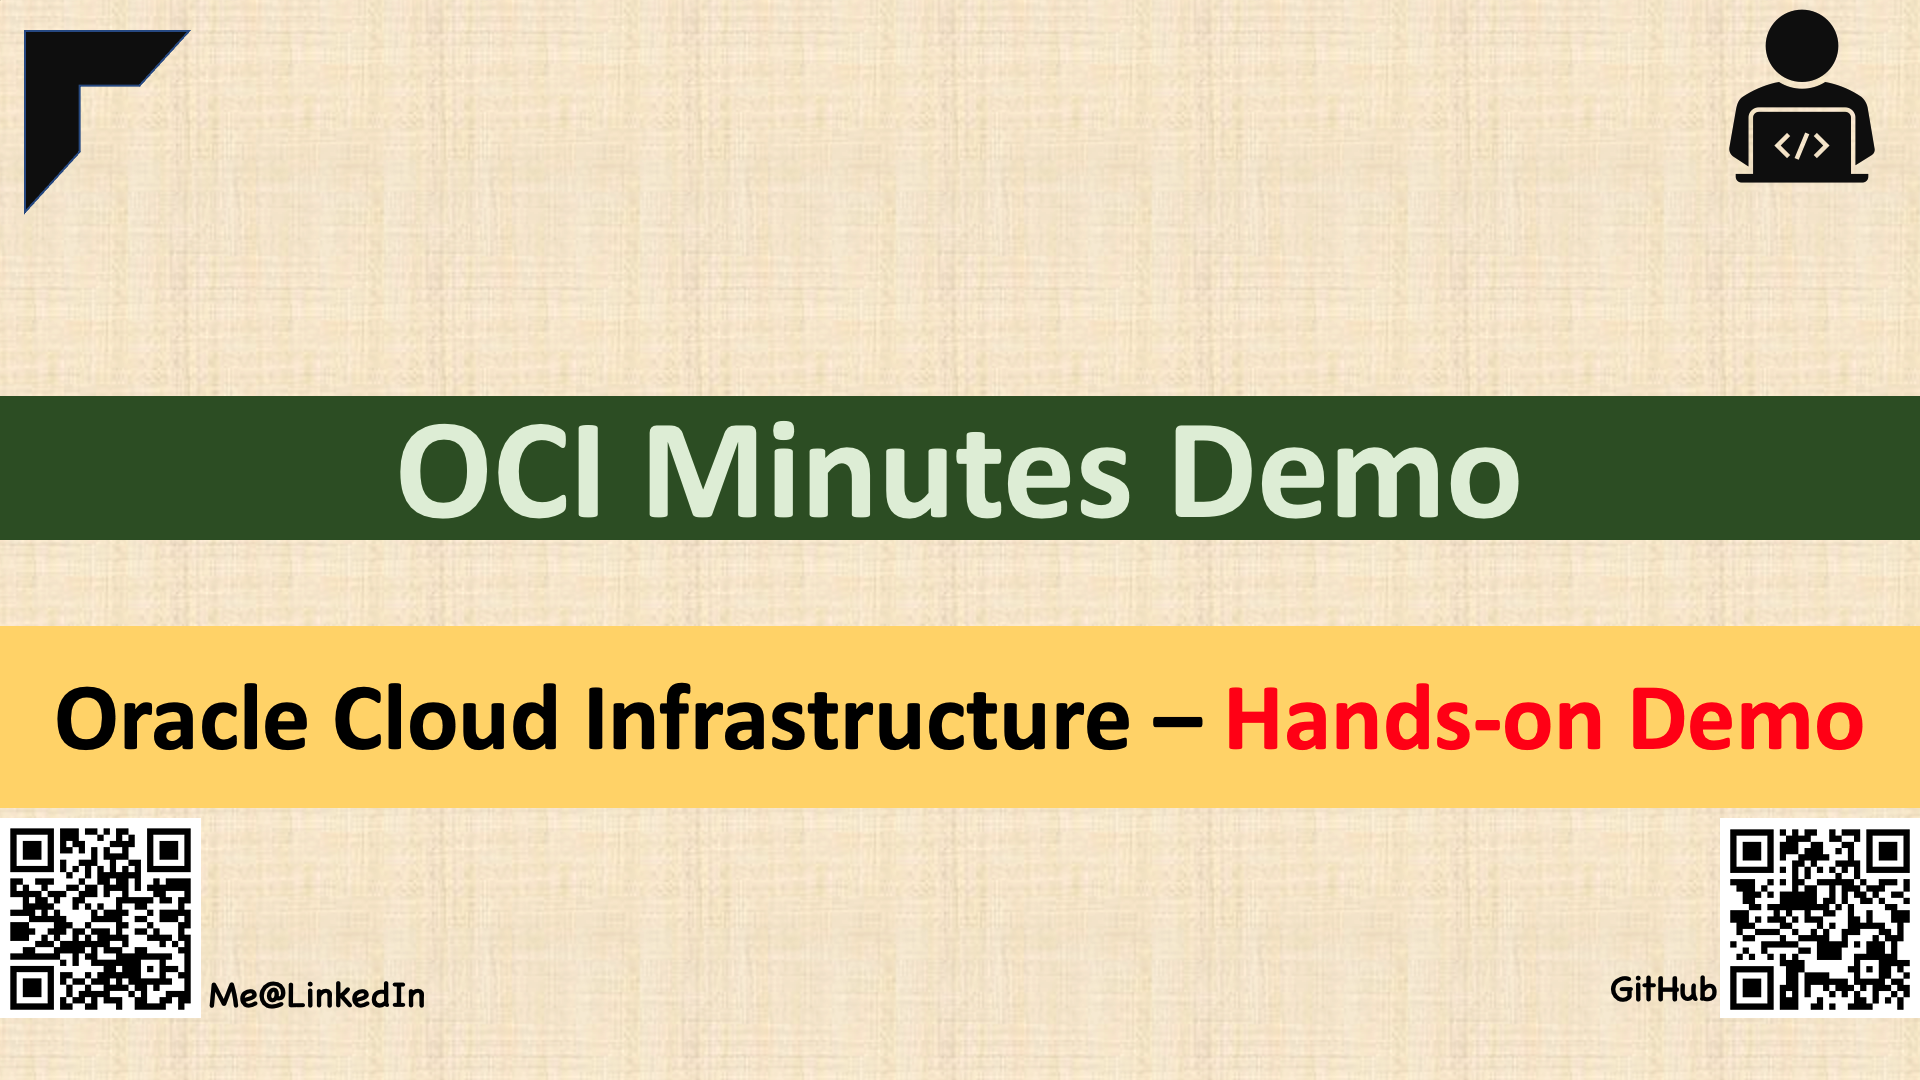 </>
OCI Minutes Demo
Oracle Cloud Infrastructure – Hands-on Demo
Me@LinkedIn
GitHub